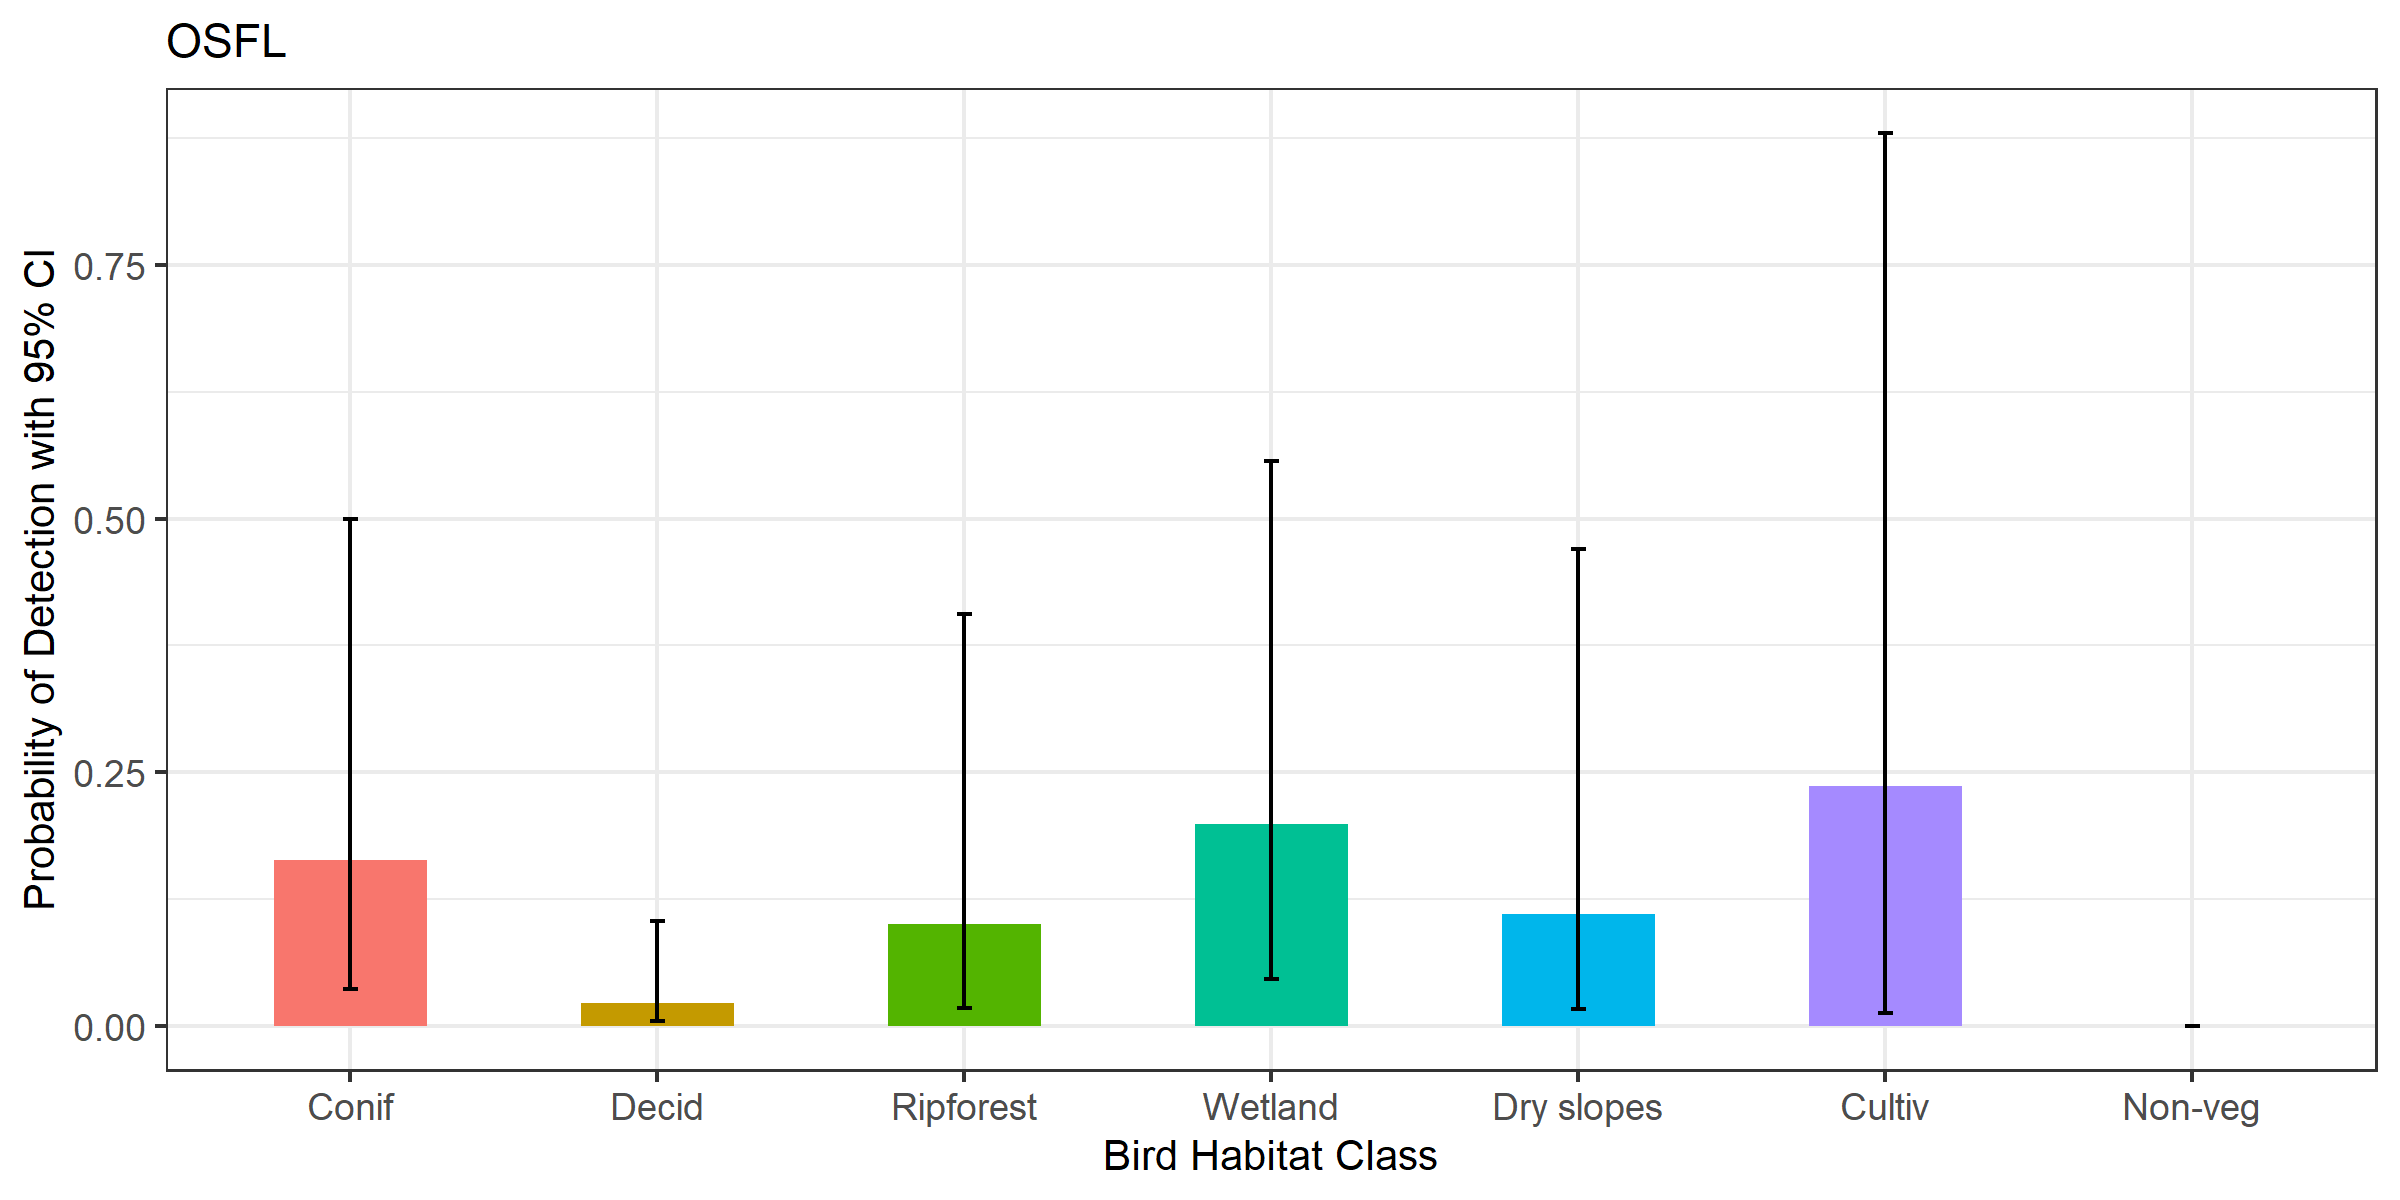 OSFL
Probability of Detection with 95% CI
0.75
0.50
0.25
0.00
Conif Decid Ripforest Wetland Dry slopes Cultiv Non-veg
Bird Habitat Class